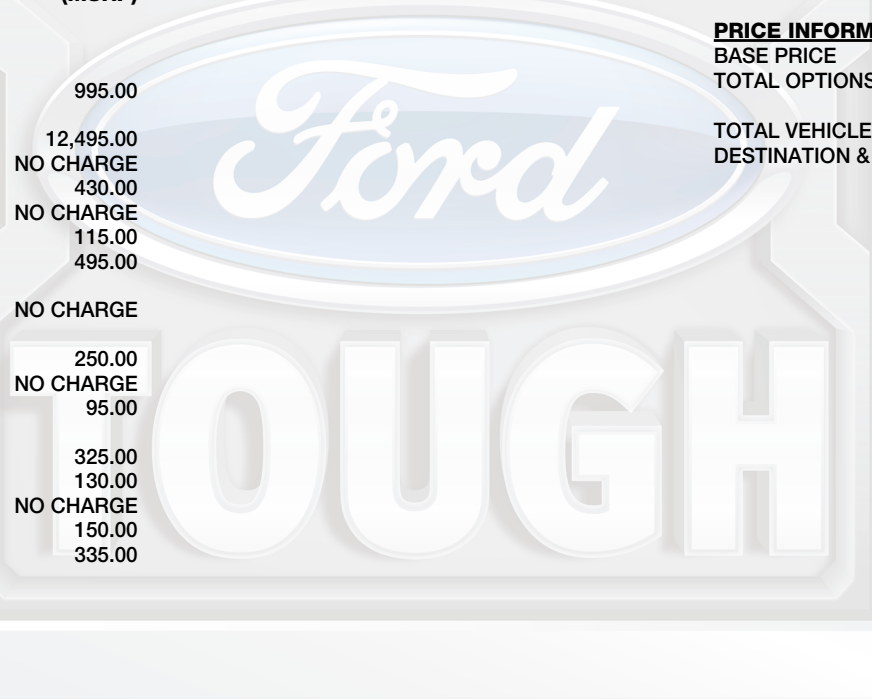 995.00
12,495.00
NO CHARGE
430.00
NO CHARGE
115.00
495.00
NO CHARGE
250.00
NO CHARGE
95.00
325.00
130.00
NO CHARGE
150.00
335.00
PRICE INFORM
BASE PRICE
TOTAL OPTIONS
TOTAL VEHICLE
DESTINATION &
Ford
TOUGH